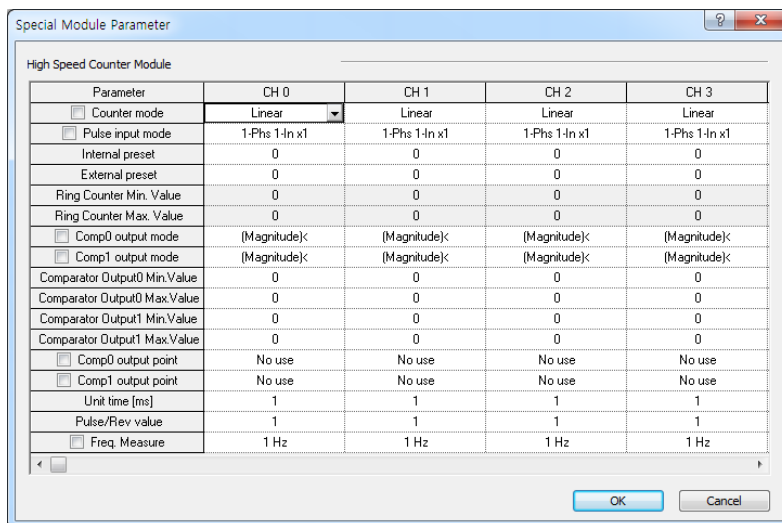 Special Module Parameter
High Speed Counter Module
Parameter CH 0 CH 1 CH 2 CH 3
Counter mode Linear Linear Linear Linear
Pulse input mode 1-Phs 1-In x1 1-Phs 1-In x1 1-Phs 1-In x1 1-Phs 1-In x1
Internal preset 0 0 0 0
External preset 0 0 0 0
Ring Counter Min. Value 0 0 0 0
Ring Counter Max. Value 0 0 0 0
Comp0 output mode (Magnitude)< (Magnitude)< (Magnitude)< (Magnitude)<
Comp1 output mode (Magnitude)< (Magnitude)< (Magnitude)< (Magnitude)<
Comparator Output0 Min.Value 0 0 0 0
Comparator Output0 Max.Value 0 0 0 0
Comparator Output1 Min.Value 0 0 0 0
Comparator Output1 Max.Value 0 0 0 0
Comp0 output point No use No use No use No use
Comp1 output point No use No use No use No use
Unit time [ms] 1 1 1 1
Pulse/Rev value 1 1 1 1
Freq. Measure 1 Hz 1 Hz 1 Hz 1 Hz
OK Cancel